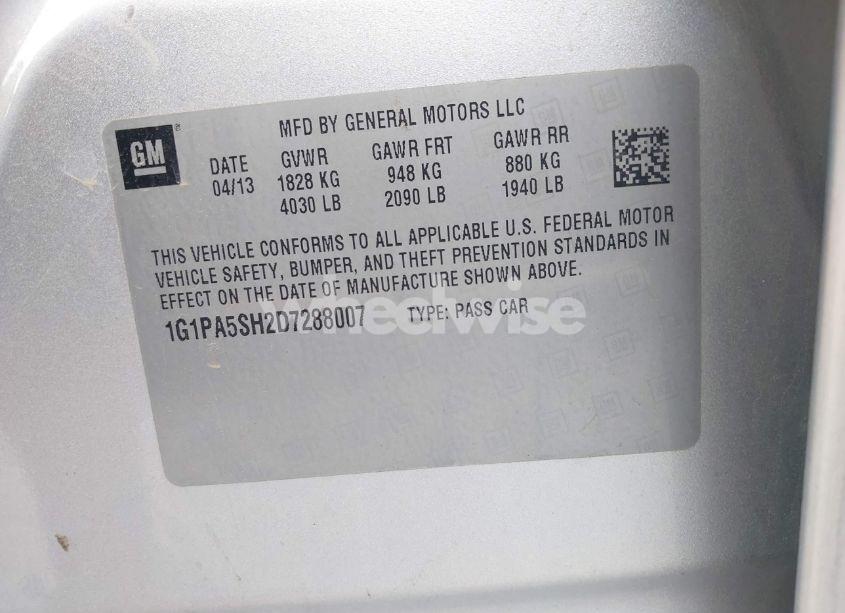 MFD BY GENERAL MOTORS LLC
GM
DATE GVWR GAWR FRT GAWR RR
04/13 1828 KG 948 KG 880 KG
4030 LB 2090 LB 1940 LB
THIS VEHICLE CONFORMS TO ALL APPLICABLE U.S. FEDERAL MOTOR
VEHICLE SAFETY, BUMPER, AND THEFT PREVENTION STANDARDS IN
EFFECT ON THE DATE OF MANUFACTURE SHOWN ABOVE.
1G1PA5SH2D7288007 TYPE: PASS CAR
wheelwise